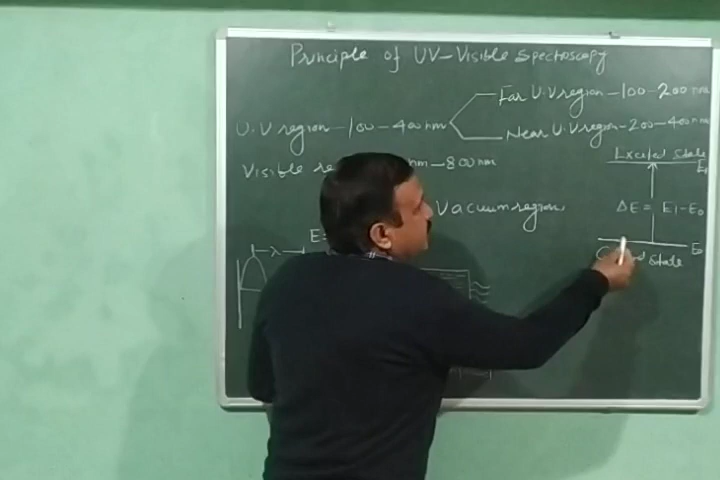 Principle of UV-Visible Spectroscopy
Far U.V region - 100 - 200 nm
U.V region - 100 - 400 nm
Near U.V region - 200 - 400 nm
Visible re nm - 800 nm
Excited State
E1
Vacuum region
ΔE = E1 - E0
E=
λ
E0
State